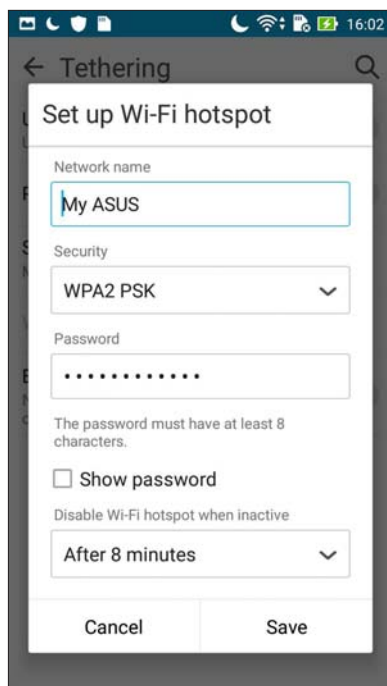 16:02
Tethering
Set up Wi-Fi hotspot
Network name
My ASUS
Security
WPA2 PSK
Password
••••••••••••
The password must have at least 8
characters.
Show password
Disable Wi-Fi hotspot when inactive
After 8 minutes
Cancel
Save